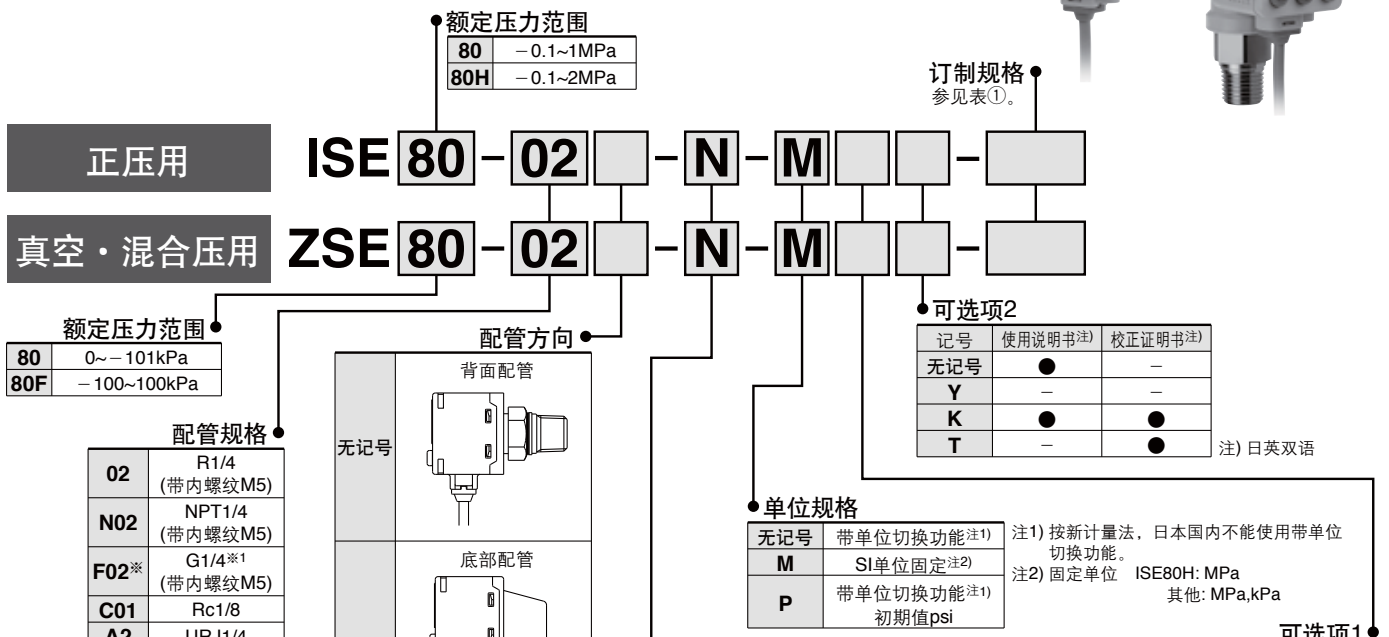 额定压力范围
80 －0.1~1MPa
80H －0.1~2MPa
订制规格
参见表①。
正压用 ISE 80 - 02 - N - M -
真空・混合压用 ZSE 80 - 02 - N - M -
额定压力范围
80 0~－101kPa
80F －100~100kPa
配管规格
02 R1/4
(带内螺纹M5)
N02 NPT1/4
(带内螺纹M5)
F02※ G1/4※1
(带内螺纹M5)
C01 Rc1/8
配管方向
背面配管
无记号
底部配管
可选项2
记号 使用说明书注) 校正证明书注)
无记号 ● －
Y － －
K ● ●
T － ●
注) 日英双语
单位规格
无记号 带单位切换功能注1)
M SI单位固定注2)
P 带单位切换功能注1)
初期值psi
注1) 按新计量法，日本国内不能使用带单位
切换功能。
注2) 固定单位 ISE80H: MPa
其他: MPa,kPa
可选项1